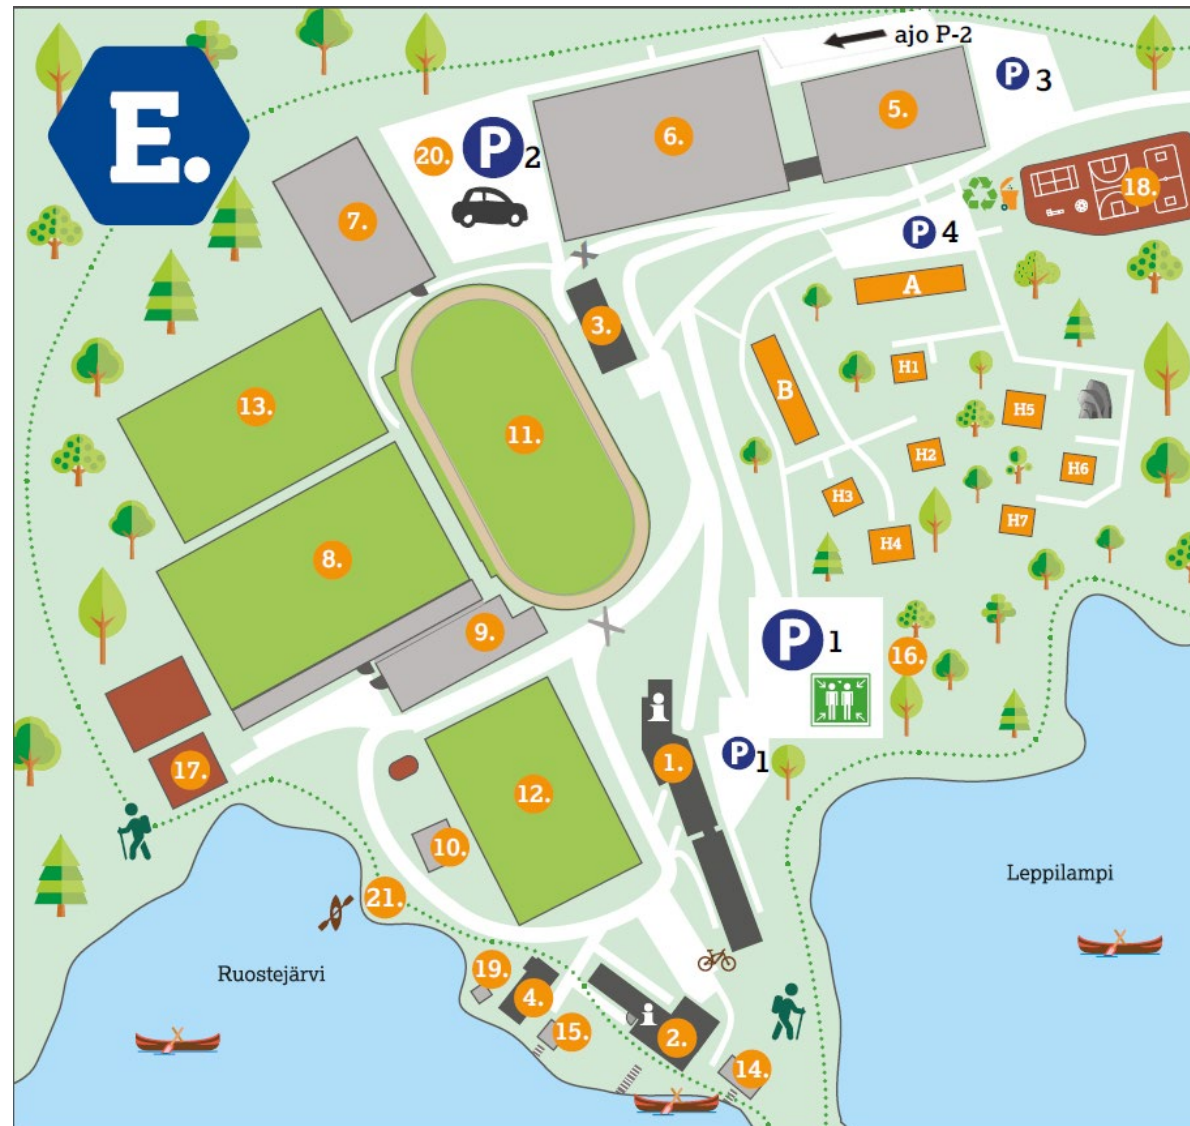 E.
ajo P-2
P 3
5.
6.
20. P 2
18.
7.
P 4
A
3.
H1
B
H5
13.
11.
H2
H6
H3
H7
H4
8.
9.
P 1
16.
i
1.
P 1
17.
12.
10.
Leppilampi
21.
Ruostejärvi
19.
4.
i
15.
2.
14.